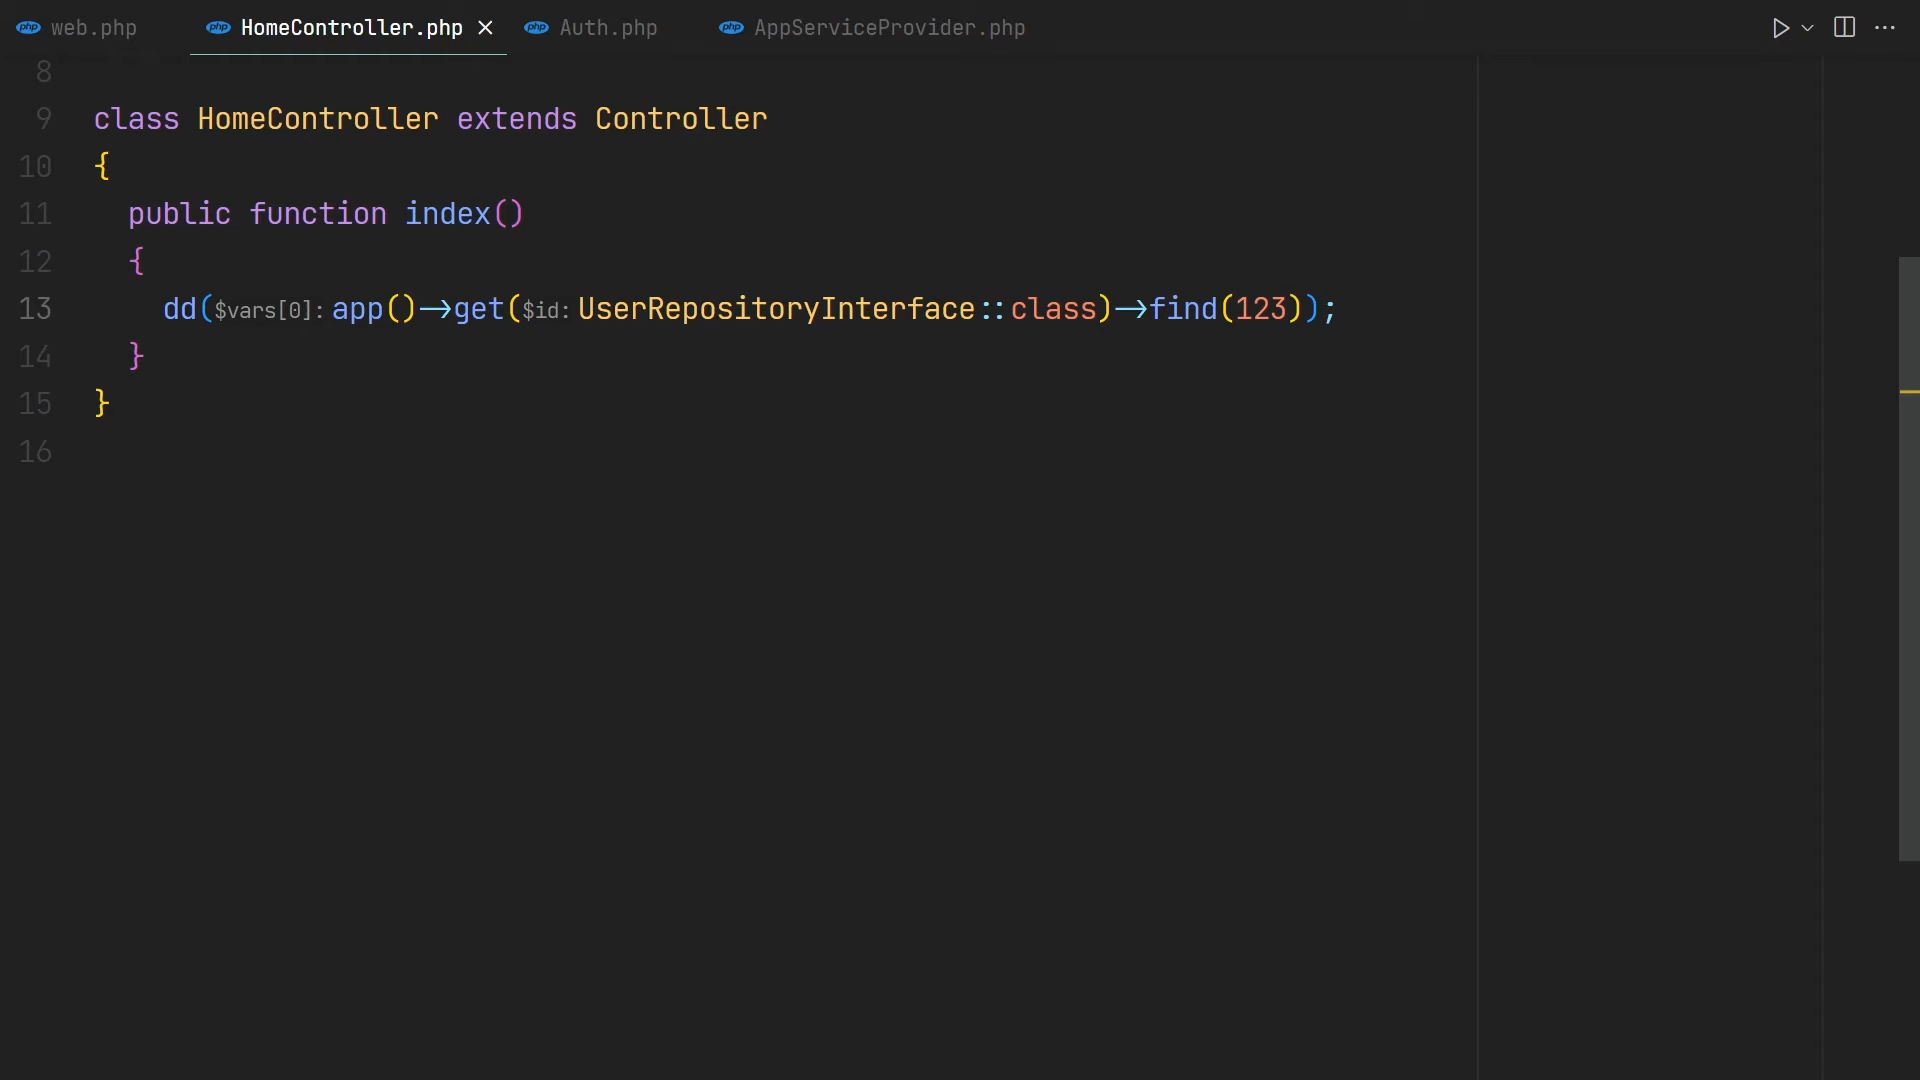 web.php HomeController.php Auth.php AppServiceProvider.php
8
9 class HomeController extends Controller
10 {
11 public function index()
12 {
13 dd($vars[0]: app()->get($id: UserRepositoryInterface::class)->find(123));
14 }
15 }
16